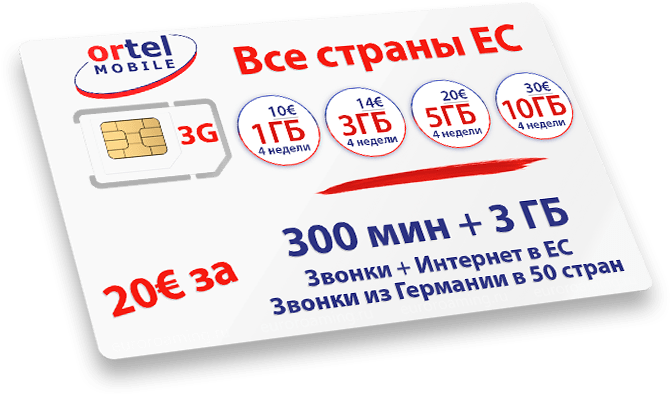 ortel
MOBILE
Все страны ЕС
3G
10€
1ГБ
4 недели
14€
3ГБ
4 недели
20€
5ГБ
4 недели
30€
10ГБ
4 недели
20€ за
300 мин + 3 ГБ
Звонки + Интернет в ЕС
Звонки из Германии в 50 стран